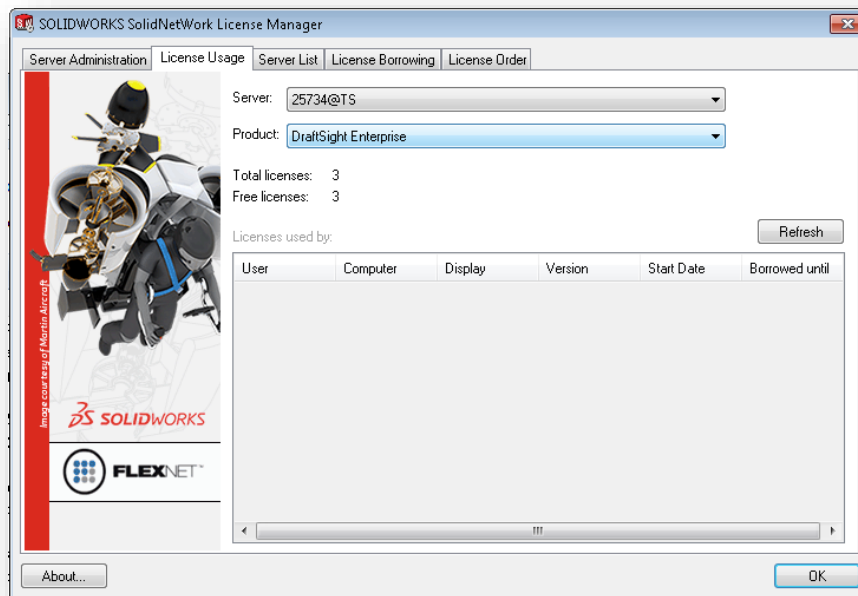 SOLIDWORKS SolidNetWork License Manager
Server Administration License Usage Server List License Borrowing License Order
Server: 25734@TS
Product: DraftSight Enterprise
Total licenses: 3
Free licenses: 3
Licenses used by:
Refresh
User Computer Display Version Start Date Borrowed until
Image courtesy of Martin Aircraft
SOLIDWORKS
FLEXNET
About...
OK